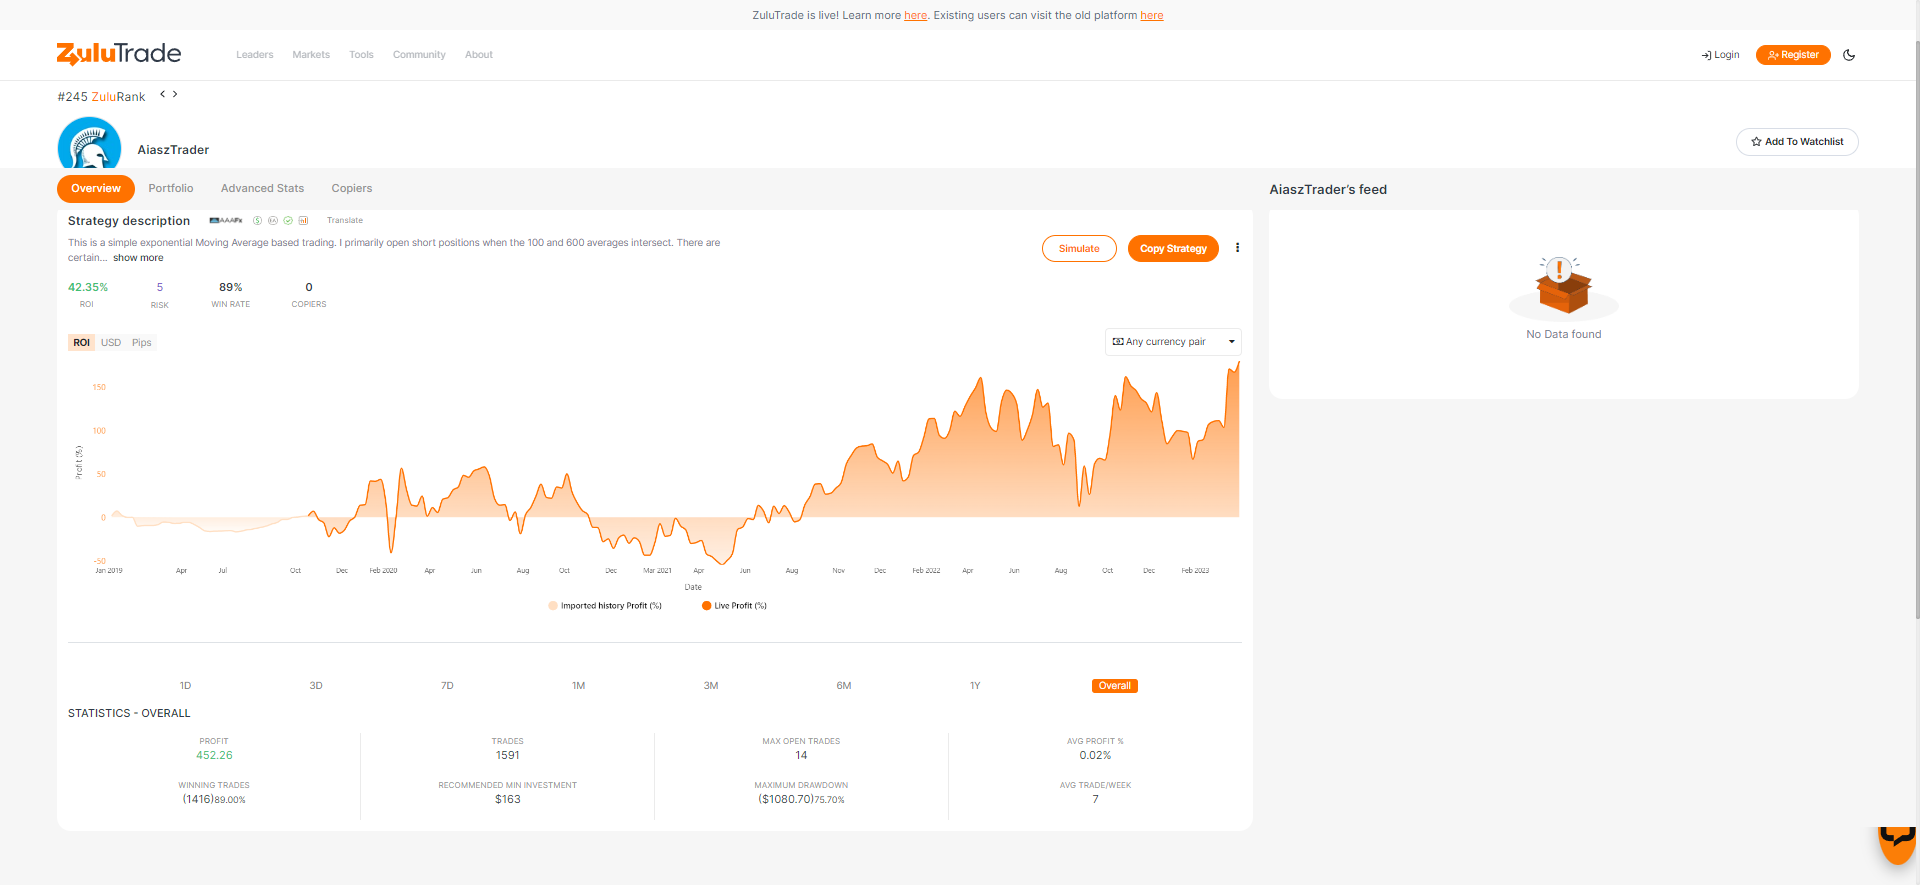 ZuluTrade is live! Learn more here. Existing users can visit the old platform here
ZuluTrade
Leaders Markets Tools Community About
Login Register
#245 ZuluRank
AiaszTrader
Add To Watchlist
Overview Portfolio Advanced Stats Copiers
AiaszTrader's feed
Strategy description AAAFx Translate
This is a simple exponential Moving Average based trading. I primarily open short positions when the 100 and 600 averages intersect. There are
certain... show more
Simulate Copy Strategy
42.35% 5 89% 0
ROI RISK WIN RATE COPIERS
No Data found
ROI USD Pips
Any currency pair
150
100
50
0
-50
Profit (%)
Jan 2019 Apr Jul Oct Dec Feb 2020 Apr Jun Aug Oct Dec Mar 2021 Apr Jun Aug Nov Dec Feb 2022 Apr Jun Aug Oct Dec Feb 2023
Date
Imported history Profit (%) Live Profit (%)
1D 3D 7D 1M 3M 6M 1Y Overall
STATISTICS - OVERALL
PROFIT TRADES MAX OPEN TRADES AVG PROFIT %
452.26 1591 14 0.02%
WINNING TRADES RECOMMENDED MIN INVESTMENT MAXIMUM DRAWDOWN AVG TRADE/WEEK
(1416)89.00% $163 ($1080.70)75.70% 7